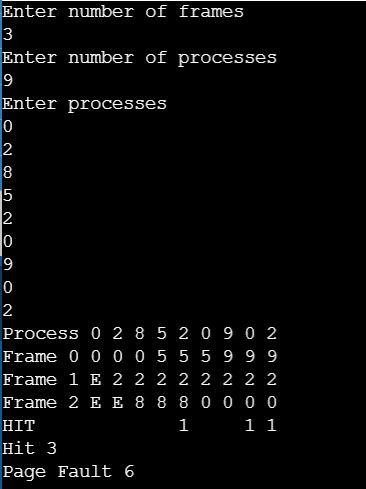 Enter number of frames
3
Enter number of processes
9
Enter processes
0
2
8
5
2
0
9
0
2
Process 0 2 8 5 2 0 9 0 2
Frame 0 0 0 0 5 5 5 9 9 9
Frame 1 E 2 2 2 2 2 2 2 2
Frame 2 E E 8 8 8 0 0 0 0
HIT 1 1 1
Hit 3
Page Fault 6